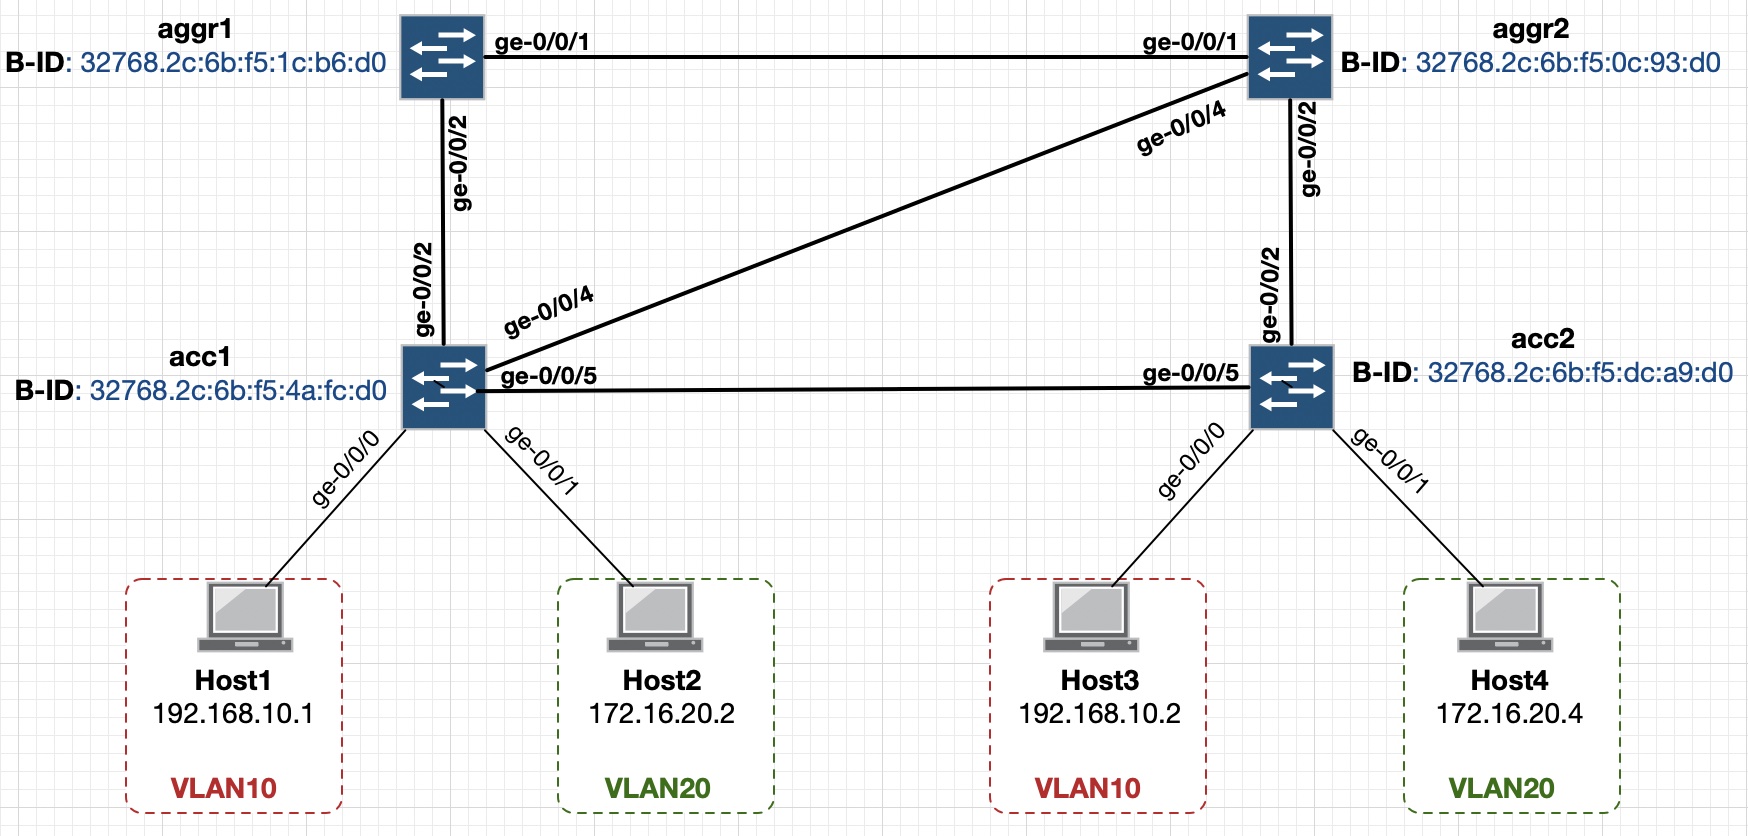 aggr1
B-ID: 32768.2c:6b:f5:1c:b6:d0
ge-0/0/1
ge-0/0/1
aggr2
B-ID: 32768.2c:6b:f5:0c:93:d0
ge-0/0/2
ge-0/0/4
ge-0/0/2
ge-0/0/2
ge-0/0/4
ge-0/0/2
acc1
B-ID: 32768.2c:6b:f5:4a:fc:d0
ge-0/0/5
ge-0/0/5
acc2
B-ID: 32768.2c:6b:f5:dc:a9:d0
ge-0/0/0
ge-0/0/1
ge-0/0/0
ge-0/0/1
Host1
192.168.10.1
VLAN10
Host2
172.16.20.2
VLAN20
Host3
192.168.10.2
VLAN10
Host4
172.16.20.4
VLAN20